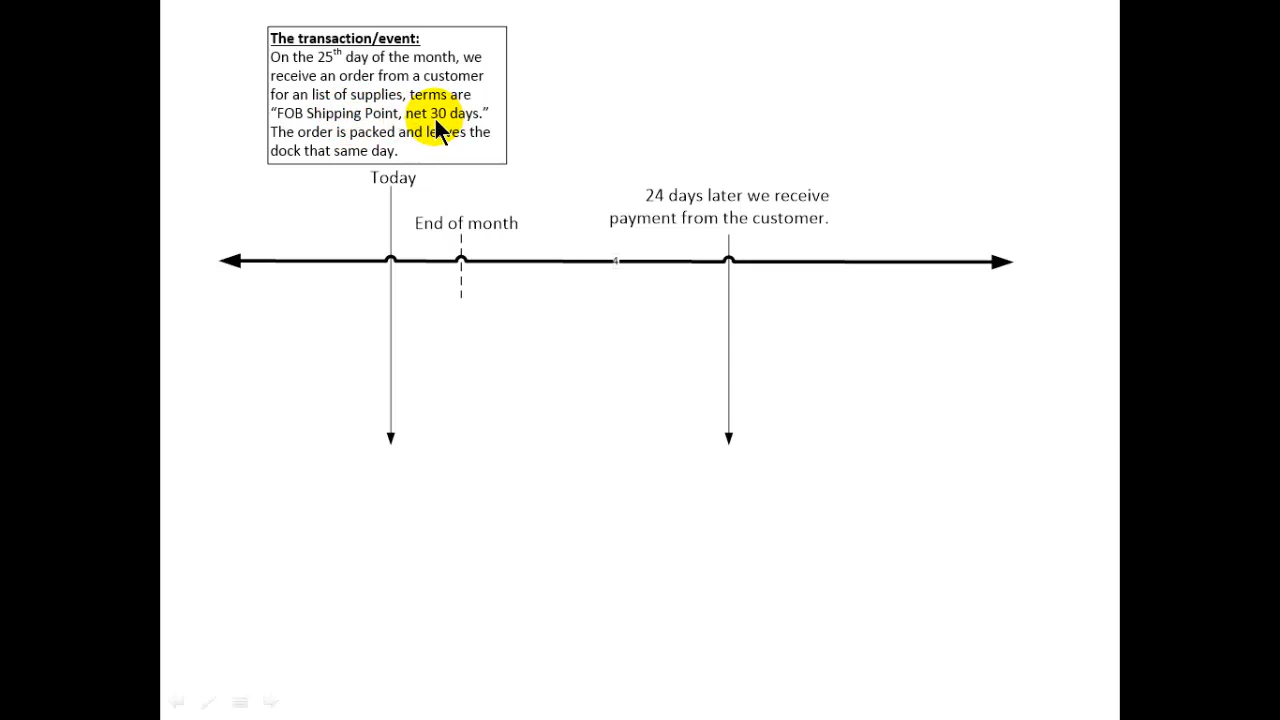 The transaction/event:
On the 25th day of the month, we
receive an order from a customer
for an list of supplies, terms are
“FOB Shipping Point, net 30 days.”
The order is packed and leaves the
dock that same day.
Today
End of month
24 days later we receive
payment from the customer.
4